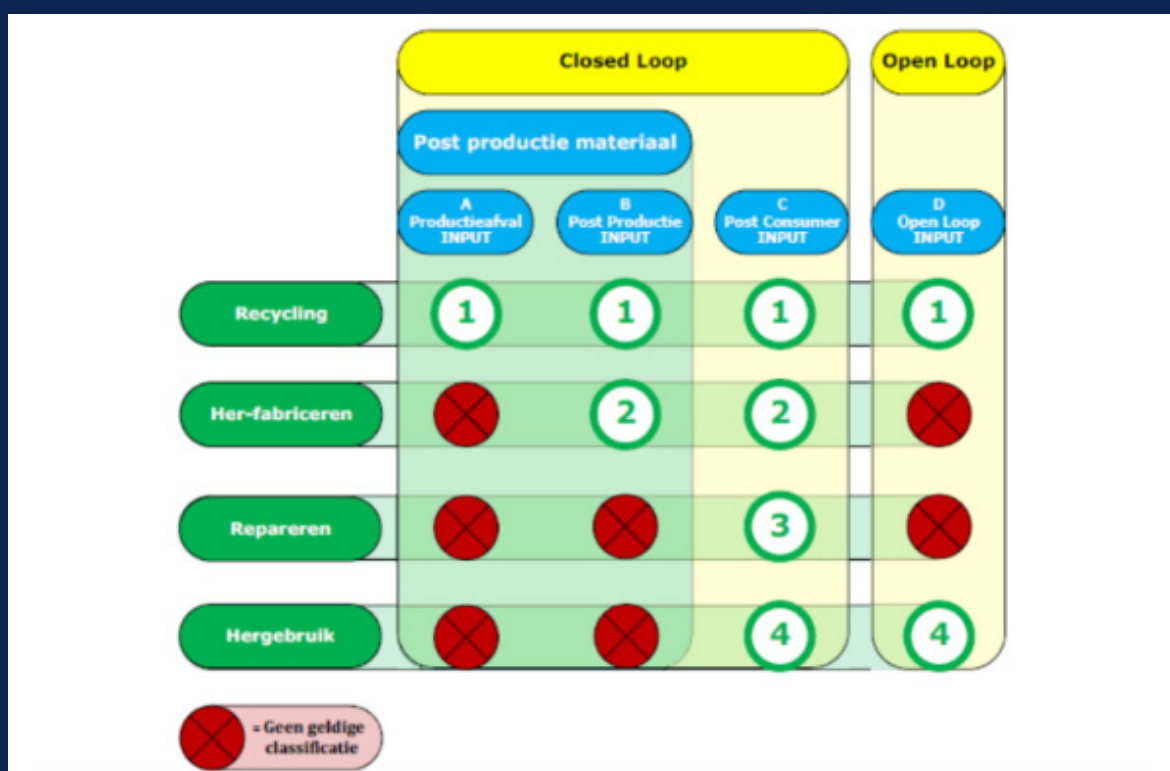 Closed Loop
Open Loop
Post productie materiaal
A
Productieafval
INPUT
B
Post Productie
INPUT
C
Post Consumer
INPUT
D
Open Loop
INPUT
Recycling
1
1
1
1
Her-fabriceren
2
2
Repareren
3
Hergebruik
4
4
= Geen geldige
classificatie